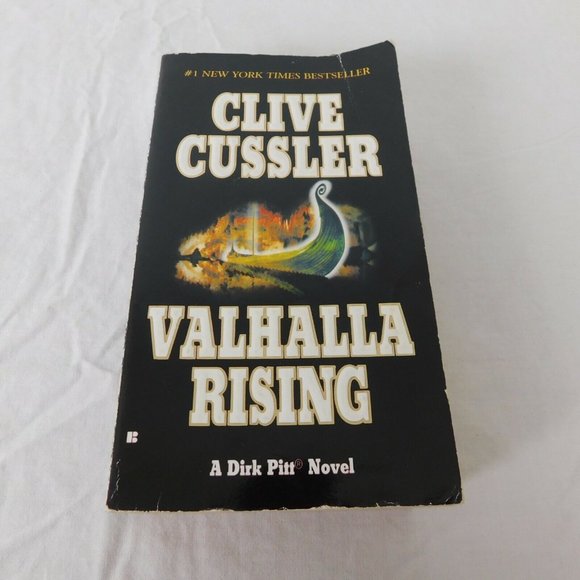 #1 NEW YORK TIMES BESTSELLER
CLIVE
CUSSLER
VALHALLA
RISING
B
A Dirk Pitt® Novel